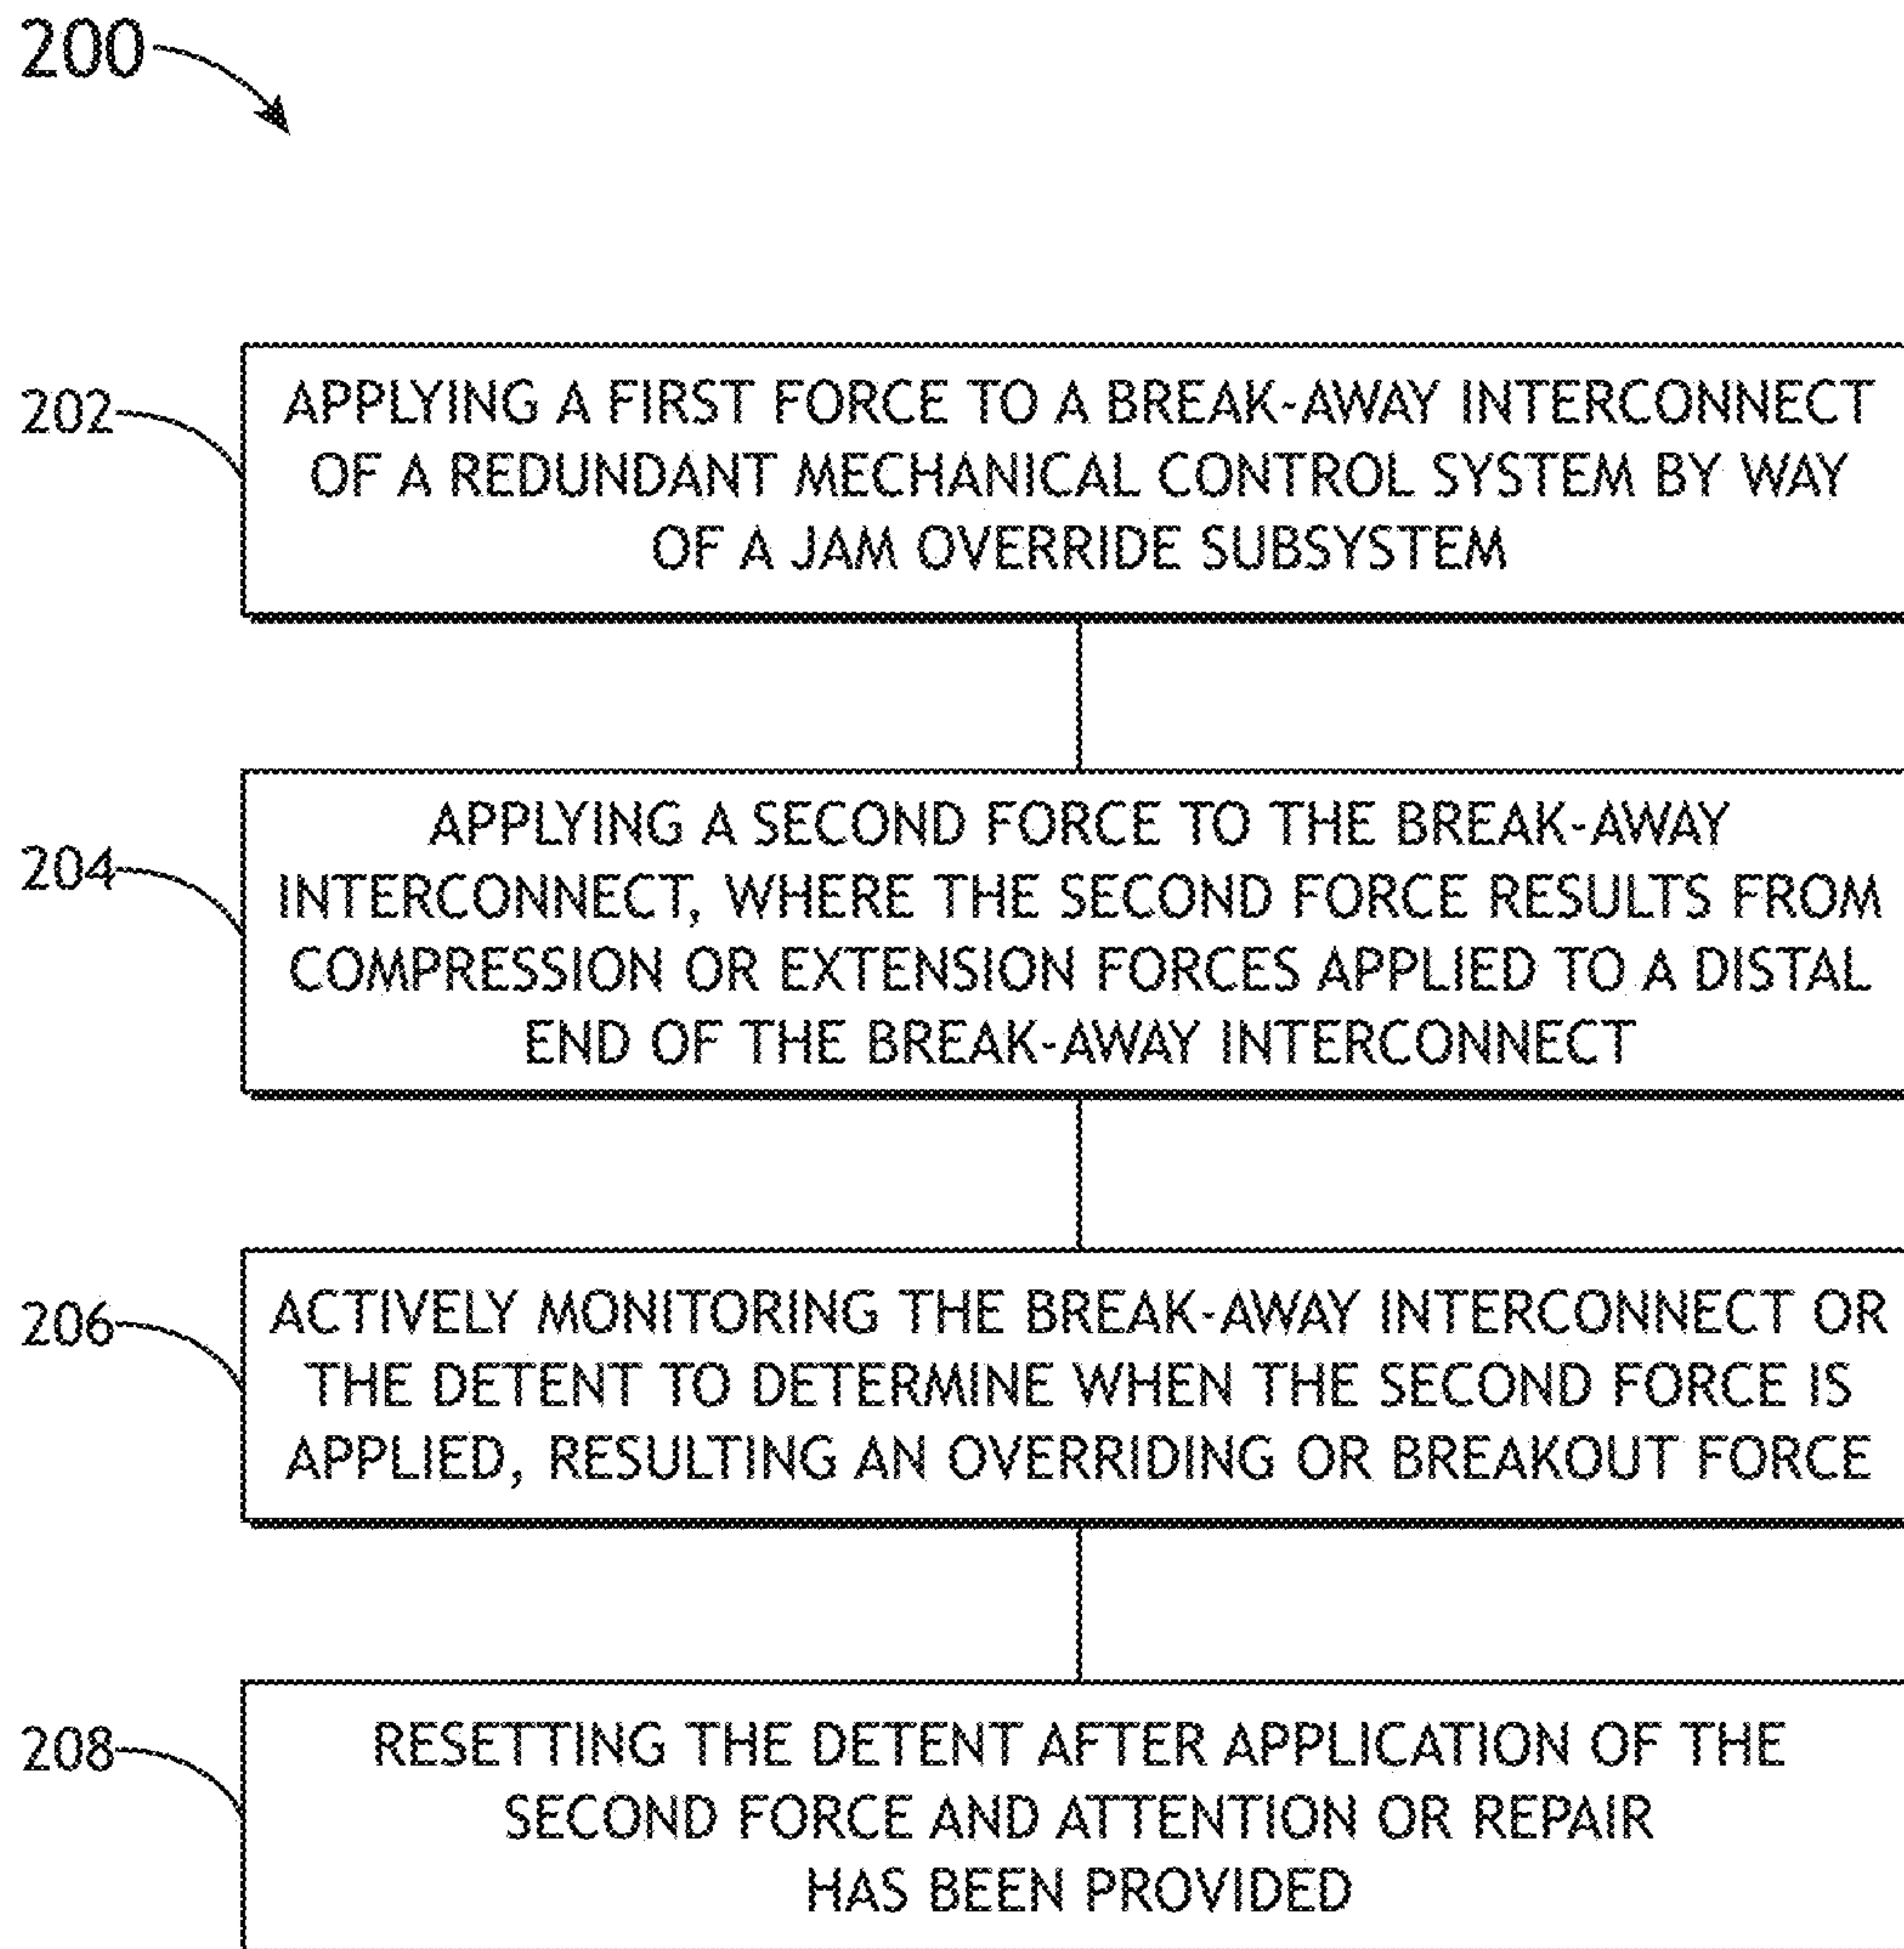 200
202
APPLYING A FIRST FORCE TO A BREAK-AWAY INTERCONNECT
OF A REDUNDANT MECHANICAL CONTROL SYSTEM BY WAY
OF A JAM OVERRIDE SUBSYSTEM
204
APPLYING A SECOND FORCE TO THE BREAK-AWAY
INTERCONNECT, WHERE THE SECOND FORCE RESULTS FROM
COMPRESSION OR EXTENSION FORCES APPLIED TO A DISTAL
END OF THE BREAK-AWAY INTERCONNECT
206
ACTIVELY MONITORING THE BREAK-AWAY INTERCONNECT OR
THE DETENT TO DETERMINE WHEN THE SECOND FORCE IS
APPLIED, RESULTING AN OVERRIDING OR BREAKOUT FORCE
208
RESETTING THE DETENT AFTER APPLICATION OF THE
SECOND FORCE AND ATTENTION OR REPAIR
HAS BEEN PROVIDED